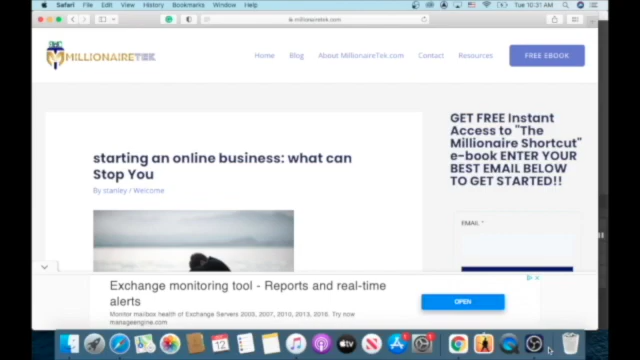 Safari File Edit View History Bookmarks Window Help
Tue 10:31 AM
millionairetek.com
MILLIONAIRETEK
Home Blog About MillionaireTek.com Contact Resources FREE EBOOK
starting an online business: what can
Stop You
By stanley / Welcome
GET FREE Instant
Access to "The
Millionaire Shortcut"
e-book ENTER YOUR
BEST EMAIL BELOW
TO GET STARTED!!
EMAIL *
Exchange monitoring tool - Reports and real-time
alerts
Monitor mailbox health of Exchange Servers 2003, 2007, 2010, 2013, 2016. Try now
manageengine.com
OPEN
12
tv